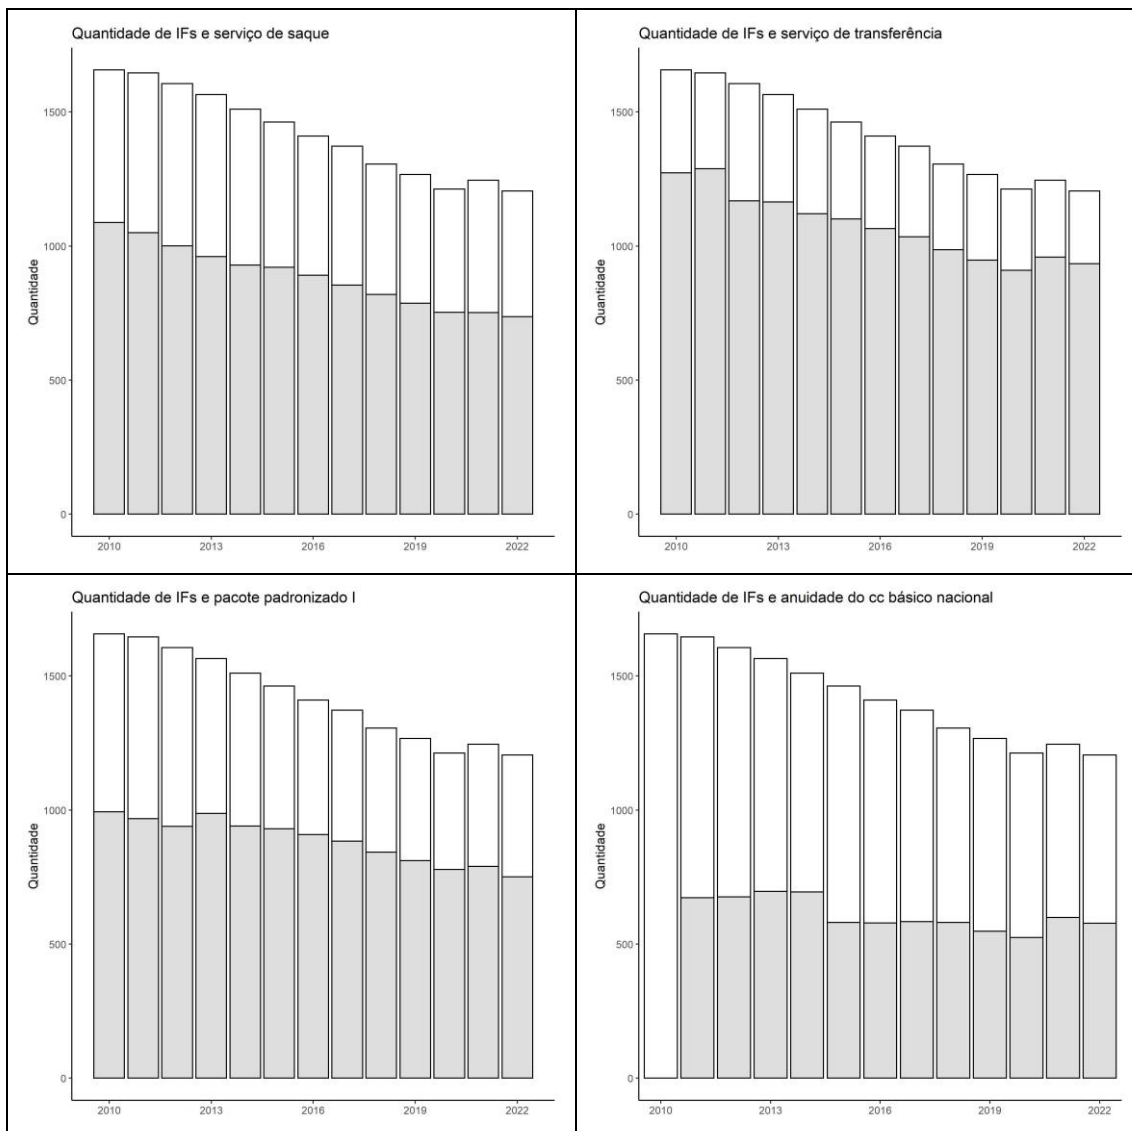 Quantidade de IFs e serviço de saque
Quantidade
1500
1000
500
0
2010 2013 2016 2019 2022
Quantidade de IFs e serviço de transferência
Quantidade
1500
1000
500
0
2010 2013 2016 2019 2022
Quantidade de IFs e pacote padronizado I
Quantidade
1500
1000
500
0
2010 2013 2016 2019 2022
Quantidade de IFs e anuidade do cc básico nacional
Quantidade
1500
1000
500
0
2010 2013 2016 2019 2022